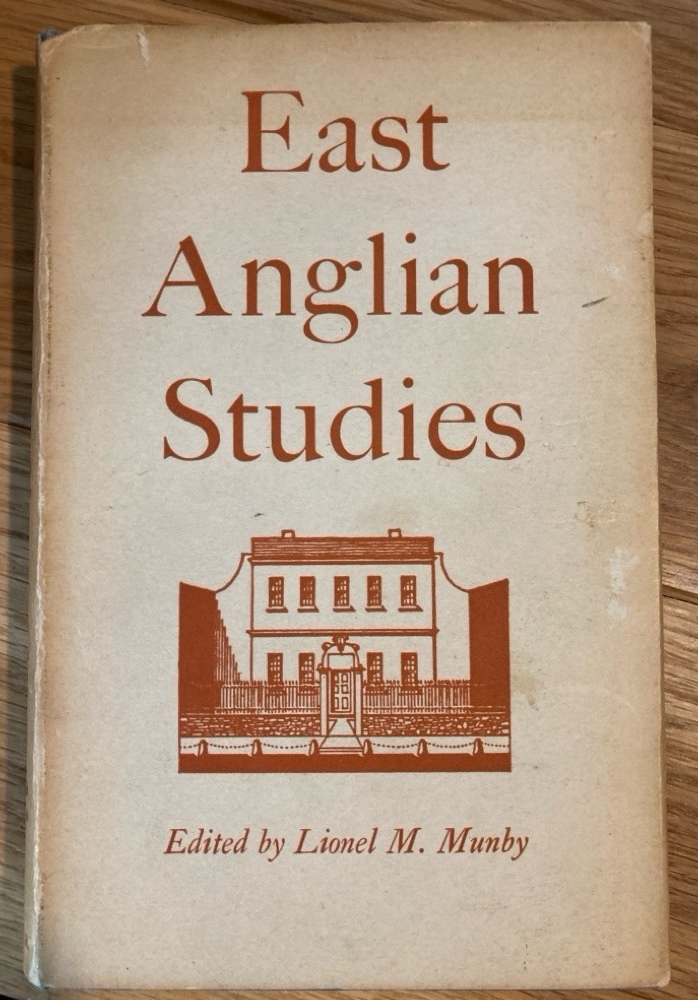 East
Anglian
Studies
Edited by Lionel M. Munby